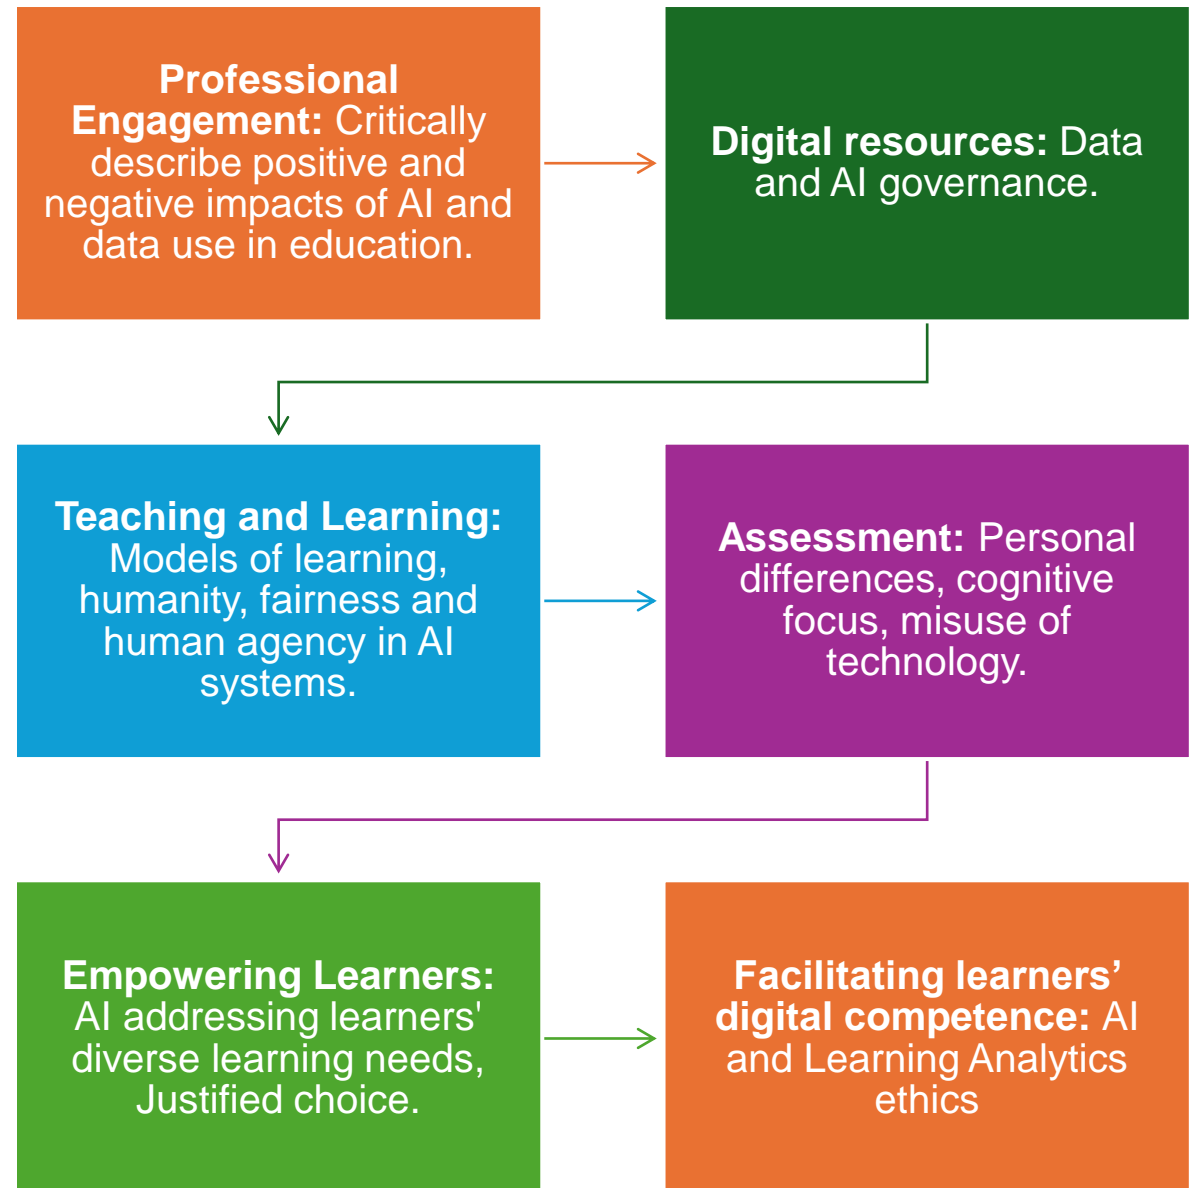 Professional
Engagement: Critically
describe positive and
negative impacts of AI and
data use in education.
Digital resources: Data
and AI governance.
Teaching and Learning:
Models of learning,
humanity, fairness and
human agency in AI
systems.
Assessment: Personal
differences, cognitive
focus, misuse of
technology.
Empowering Learners:
AI addressing learners'
diverse learning needs,
Justified choice.
Facilitating learners’
digital competence: AI
and Learning Analytics
ethics